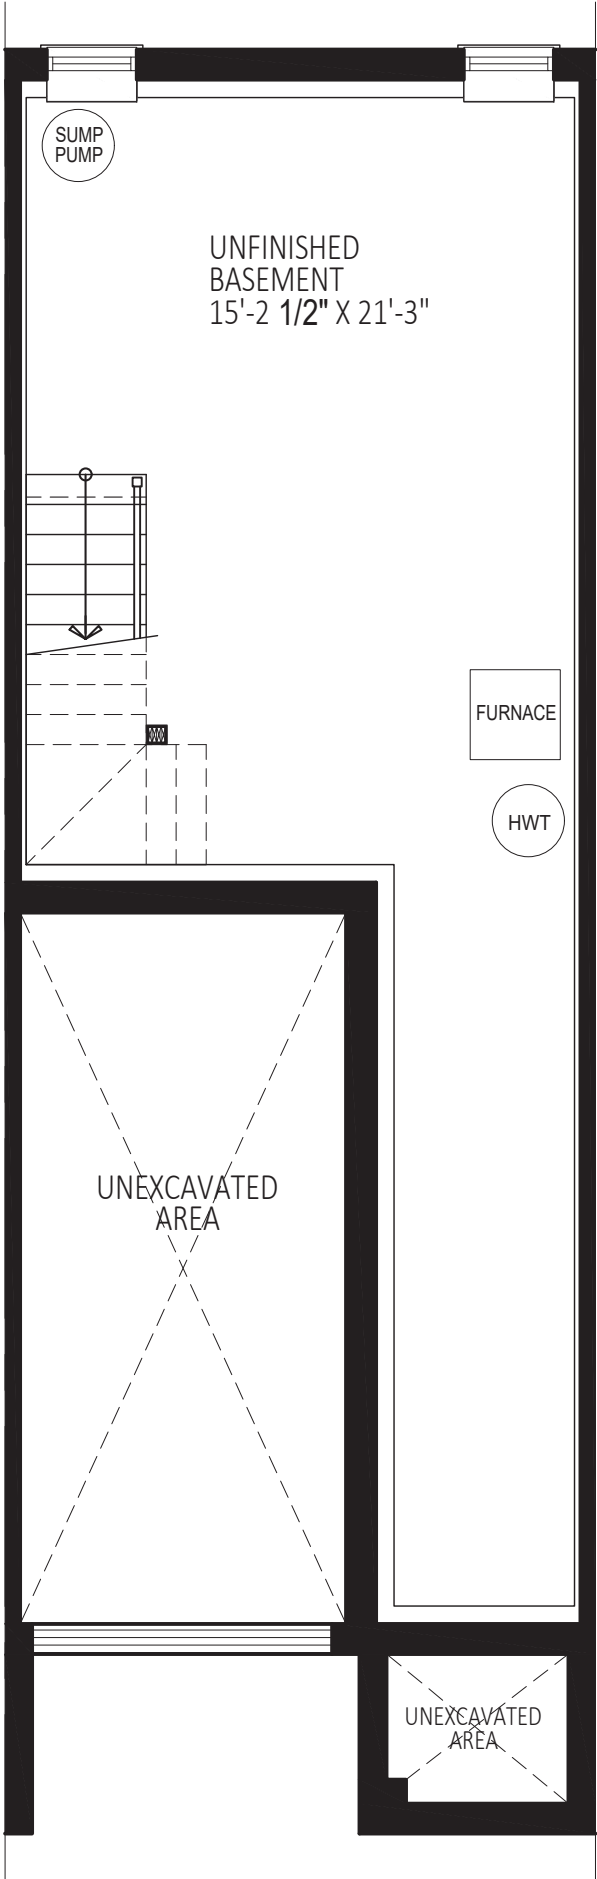 SUMP
PUMP
UNFINISHED
BASEMENT
15'-2 1/2" X 21'-3"
FURNACE
HWT
UNEXCAVATED
AREA
UNEXCAVATED
AREA